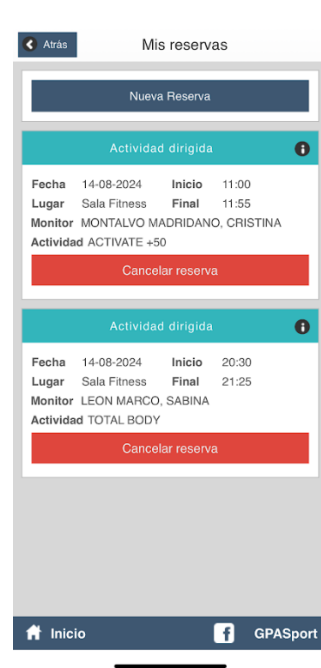 Atrás Mis reservas
Nueva Reserva
Actividad dirigida
Fecha 14-08-2024 Inicio 11:00
Lugar Sala Fitness Final 11:55
Monitor MONTALVO MADRIDANO, CRISTINA
Actividad ACTIVATE +50
Cancelar reserva
Actividad dirigida
Fecha 14-08-2024 Inicio 20:30
Lugar Sala Fitness Final 21:25
Monitor LEON MARCO, SABINA
Actividad TOTAL BODY
Cancelar reserva
Inicio GPASport